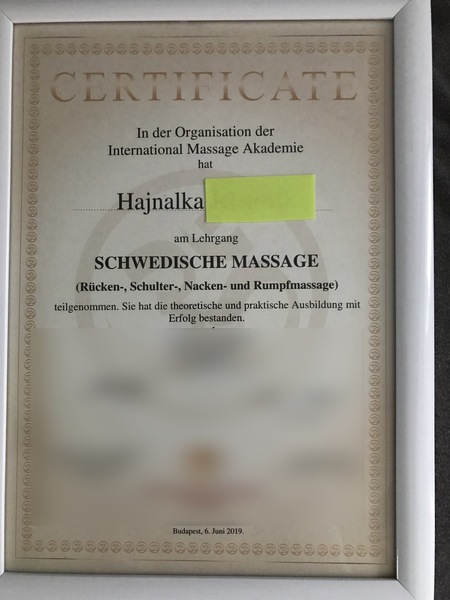 CERTIFICATE
In der Organisation der
International Massage Akademie
hat
Hajnalka
am Lehrgang
SCHWEDISCHE MASSAGE
(Rücken-, Schulter-, Nacken- und Rumpfmassage)
teilgenommen. Sie hat die theoretische und praktische Ausbildung mit
Erfolg bestanden.
Budapest, 6. Juni 2019.